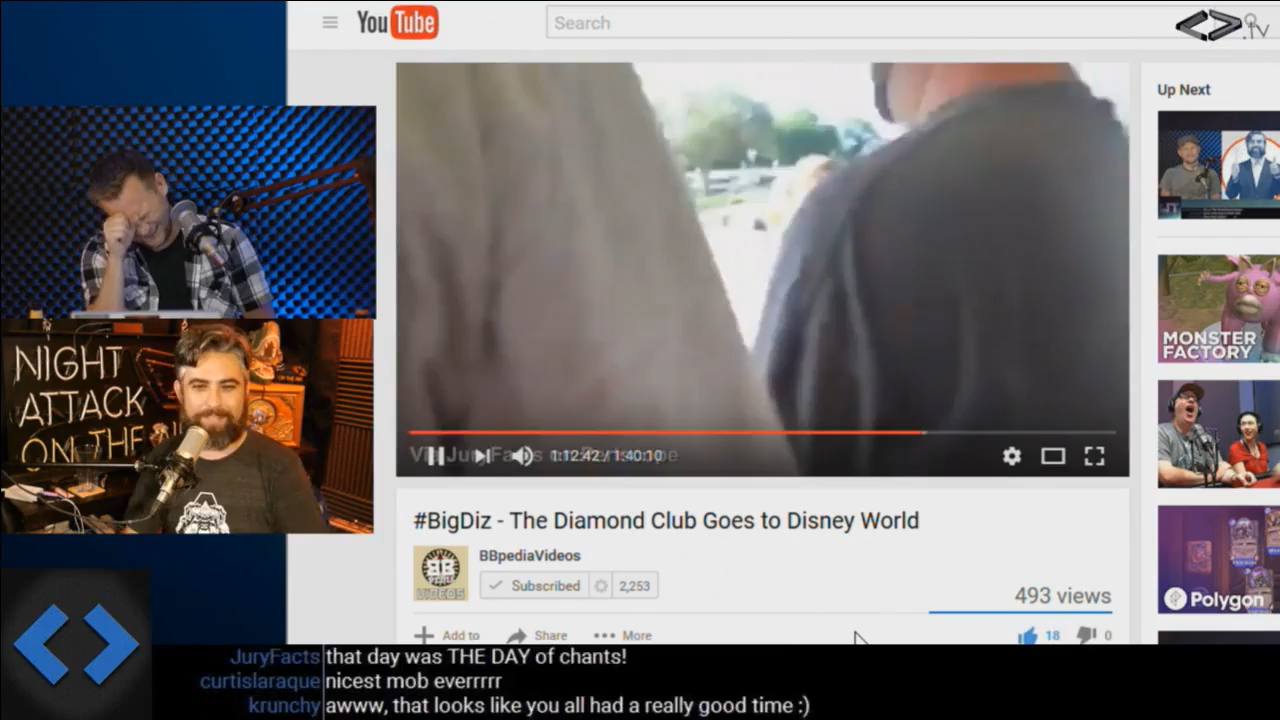 YouTube
Search
.tv
Up Next
NIGHT
ATTACK
ON THE
MONSTER
FACTORY
Polygon
1:12:42 / 1:40:10
#BigDiz - The Diamond Club Goes to Disney World
BBpediaVideos
Subscribed 2,253
493 views
Add to Share More 18 0
JuryFacts that day was THE DAY of chants!
curtislaraque nicest mob everrrrr
krunchy awww, that looks like you all had a really good time :)